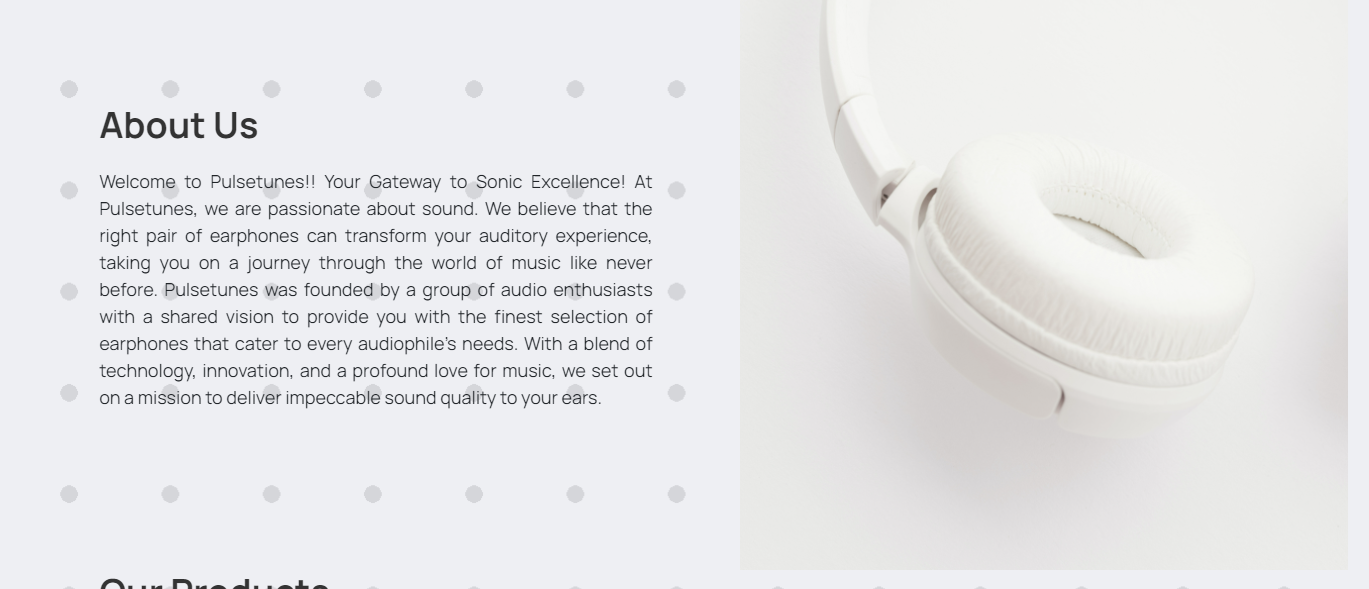 About Us
Welcome to Pulsetunes!! Your Gateway to Sonic Excellence! At
Pulsetunes, we are passionate about sound. We believe that the
right pair of earphones can transform your auditory experience,
taking you on a journey through the world of music like never
before. Pulsetunes was founded by a group of audio enthusiasts
with a shared vision to provide you with the finest selection of
earphones that cater to every audiophile's needs. With a blend of
technology, innovation, and a profound love for music, we set out
on a mission to deliver impeccable sound quality to your ears.
Our Products